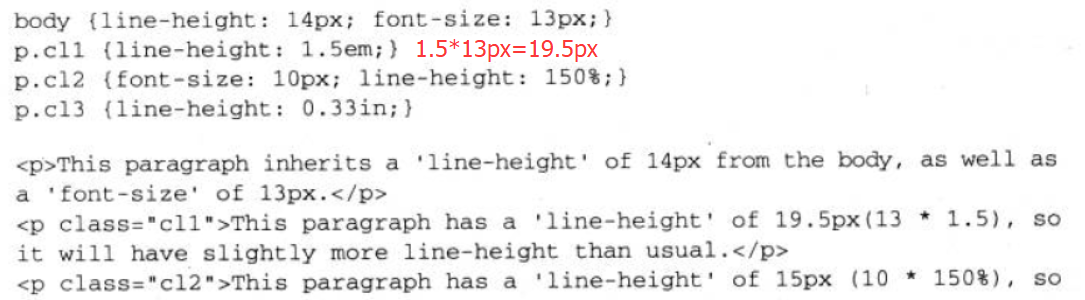 body {line-height: 14px; font-size: 13px;}
p.cl1 {line-height: 1.5em;} 1.5*13px=19.5px
p.cl2 {font-size: 10px; line-height: 150%;}
p.cl3 {line-height: 0.33in;}
<p>This paragraph inherits a 'line-height' of 14px from the body, as well as
a 'font-size' of 13px.</p>
<p class="cl1">This paragraph has a 'line-height' of 19.5px(13 * 1.5), so
it will have slightly more line-height than usual.</p>
<p class="cl2">This paragraph has a 'line-height' of 15px (10 * 150%), so